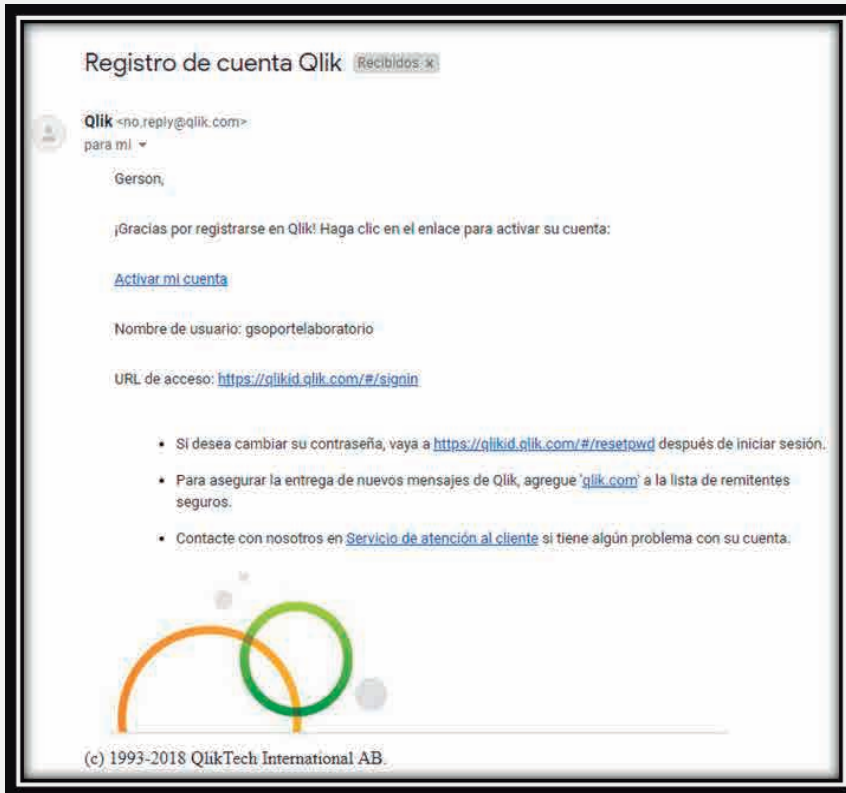 Registro de cuenta Qlik Recibidos x
Qlik <no.reply@qlik.com>
para mí
Gerson,
¡Gracias por registrarse en Qlik! Haga clic en el enlace para activar su cuenta:
Activar mi cuenta
Nombre de usuario: gsoportelaboratorio
URL de acceso: https://qlikid.qlik.com/#/signin
• Si desea cambiar su contraseña, vaya a https://qlikid.qlik.com/#/resetpwd después de iniciar sesión.
• Para asegurar la entrega de nuevos mensajes de Qlik, agregue 'qlik.com' a la lista de remitentes
seguros.
• Contacte con nosotros en Servicio de atención al cliente si tiene algún problema con su cuenta.
(c) 1993-2018 QlikTech International AB.